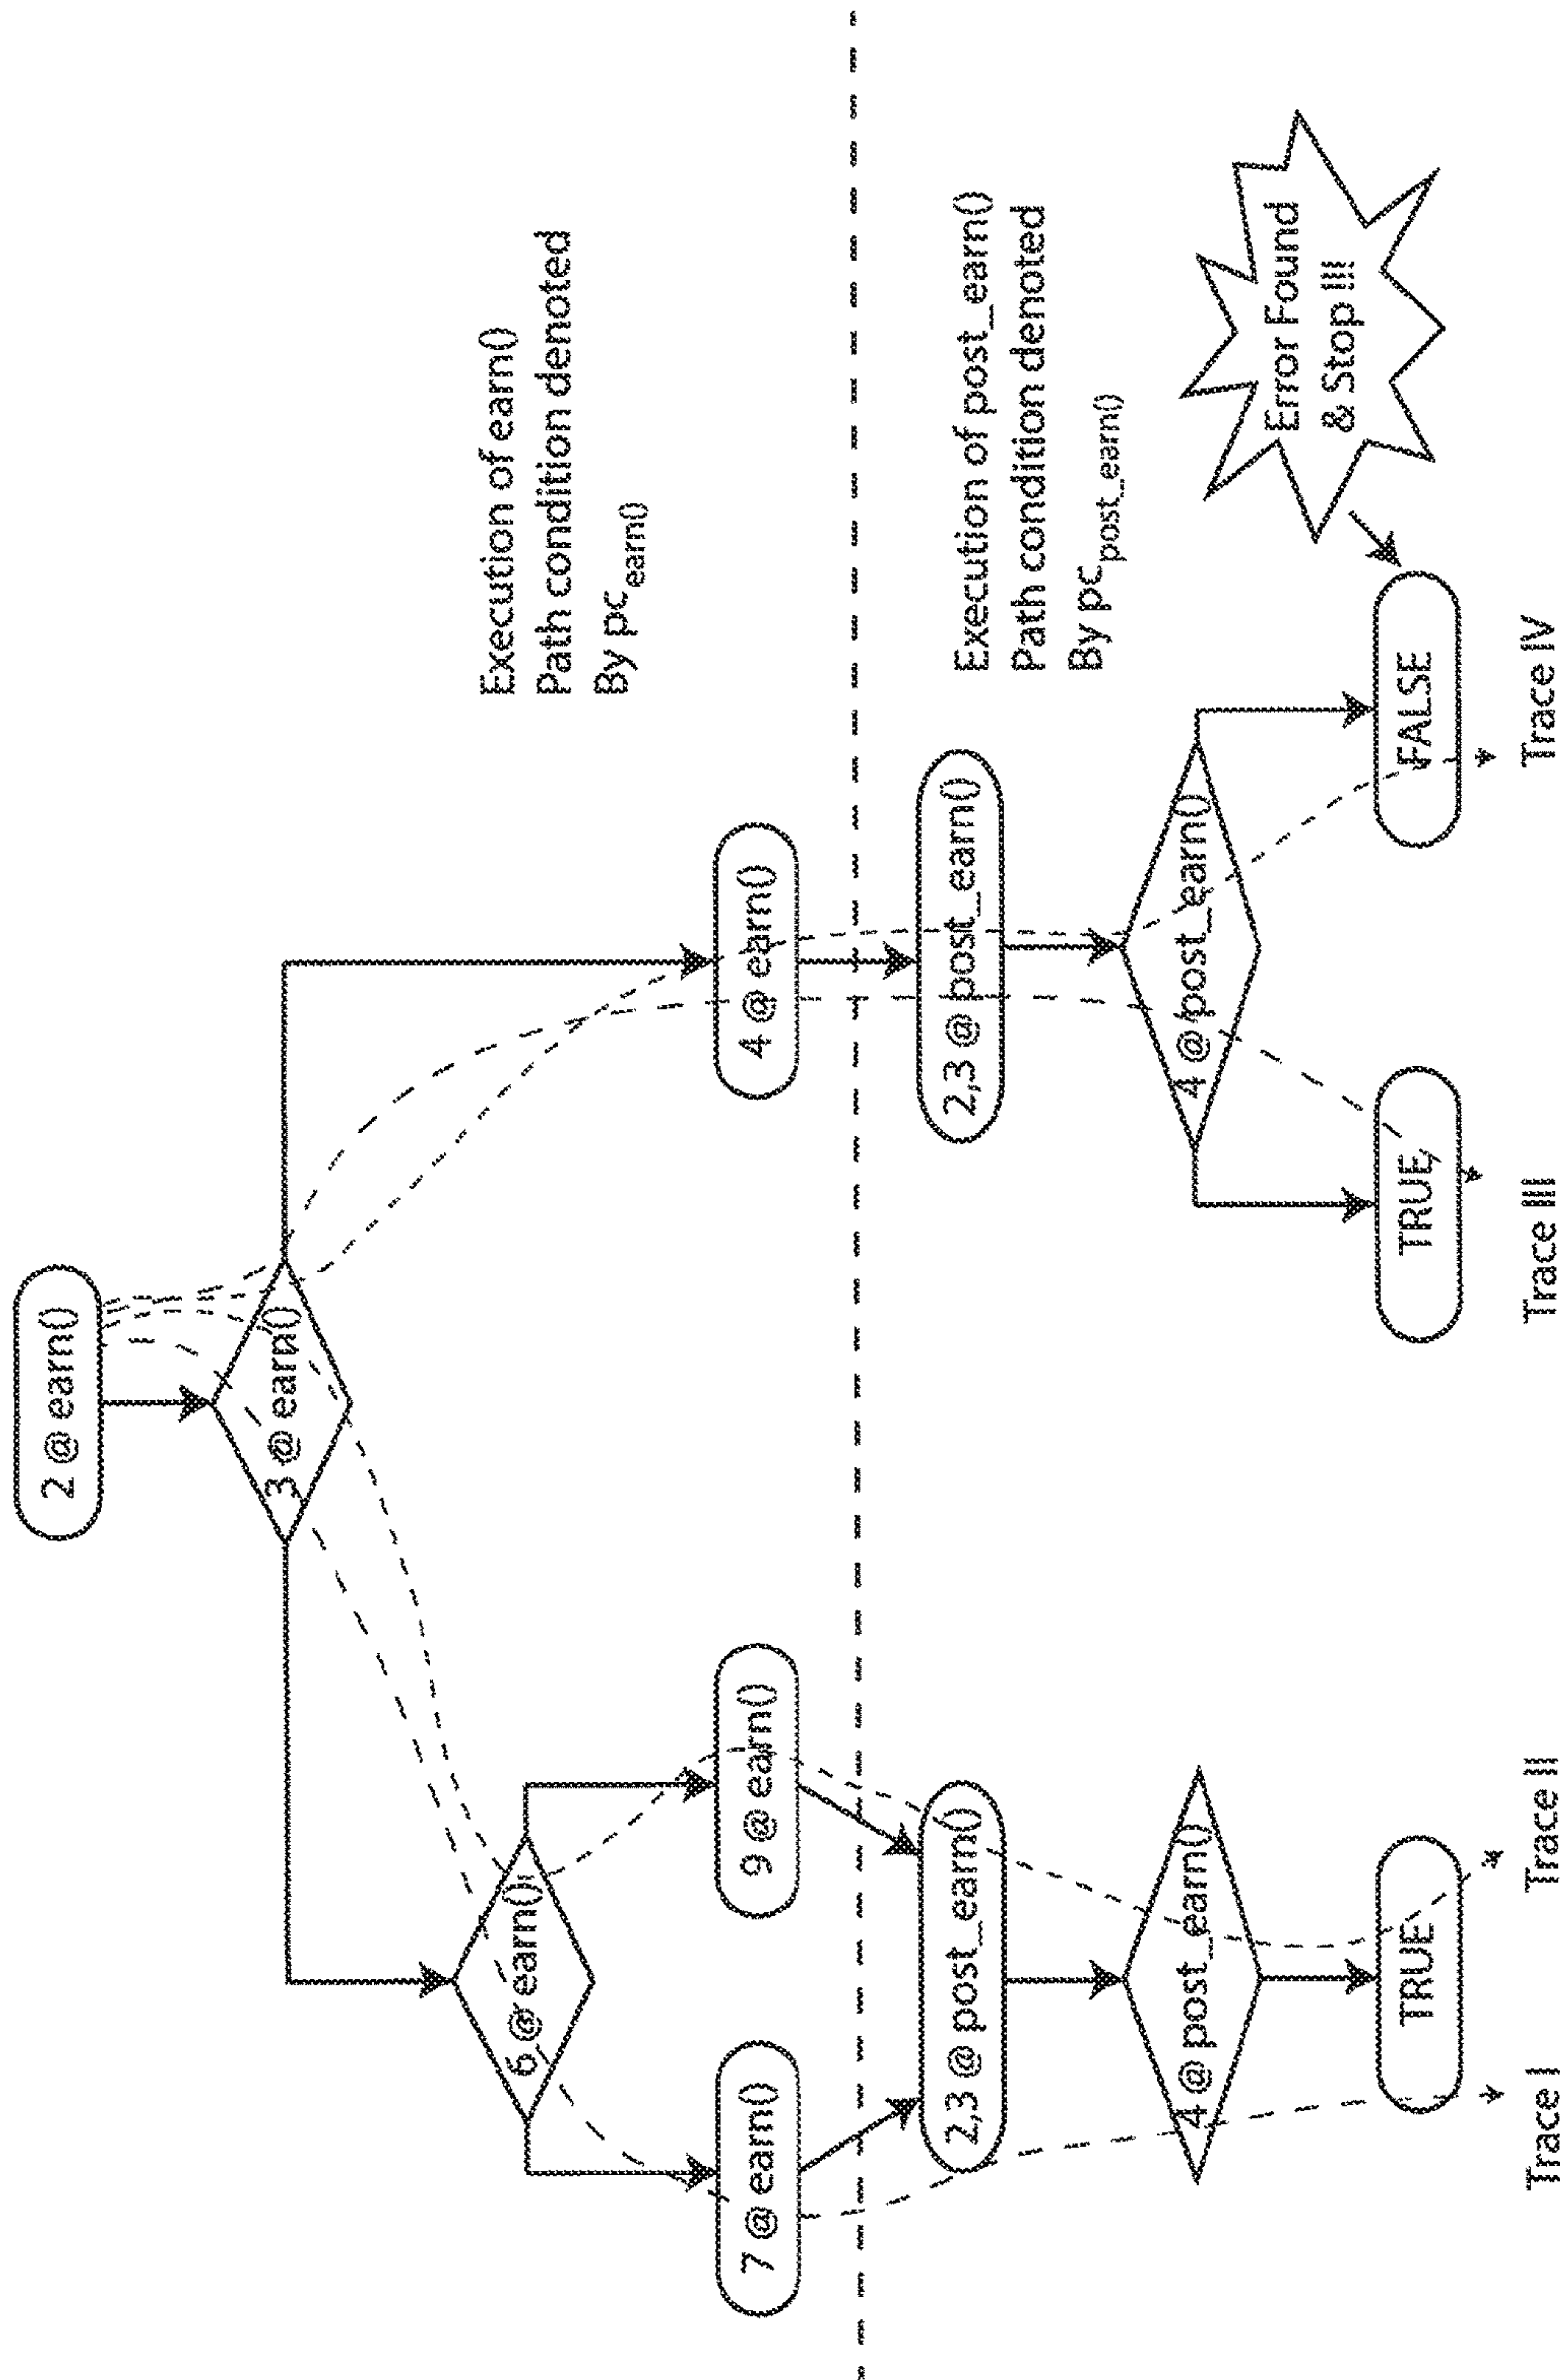 2 @ earn()
3 @ earn()
Execution of earn()
Path condition denoted
By pcearn()
6 @ earn()
7 @ earn()
9 @ earn()
4 @ earn()
Execution of post_earn()
Path condition denoted
By pcpost_earn()
2,3 @ post_earn()
2,3 @ post_earn()
4 @ post_earn()
4 @ post_earn()
Error Found
& Stop !!!
TRUE
TRUE
FALSE
Trace I
Trace II
Trace III
Trace IV